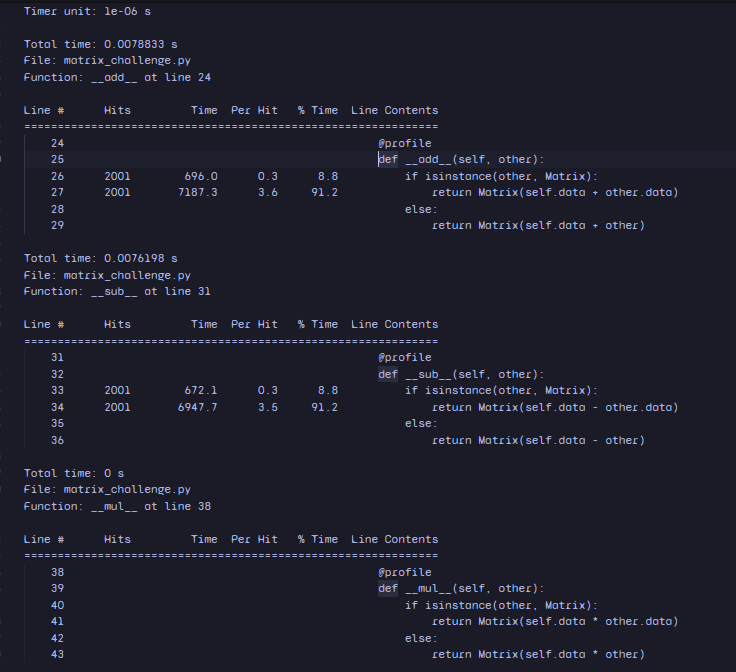 Timer unit: 1e-06 s

Total time: 0.0078833 s
File: matrix_challenge.py
Function: __add__ at line 24

Line #      Hits         Time  Per Hit   % Time  Line Contents
==============================================================
    24                                               @profile
    25                                               def __add__(self, other):
    26      2001        696.0      0.3      8.8          if isinstance(other, Matrix):
    27      2001       7187.3      3.6     91.2              return Matrix(self.data + other.data)
    28                                                   else:
    29                                                       return Matrix(self.data + other)

Total time: 0.0076198 s
File: matrix_challenge.py
Function: __sub__ at line 31

Line #      Hits         Time  Per Hit   % Time  Line Contents
==============================================================
    31                                               @profile
    32                                               def __sub__(self, other):
    33      2001        672.1      0.3      8.8          if isinstance(other, Matrix):
    34      2001       6947.7      3.5     91.2              return Matrix(self.data - other.data)
    35                                                   else:
    36                                                       return Matrix(self.data - other)

Total time: 0 s
File: matrix_challenge.py
Function: __mul__ at line 38

Line #      Hits         Time  Per Hit   % Time  Line Contents
==============================================================
    38                                               @profile
    39                                               def __mul__(self, other):
    40                                                   if isinstance(other, Matrix):
    41                                                       return Matrix(self.data * other.data)
    42                                                   else:
    43                                                       return Matrix(self.data * other)